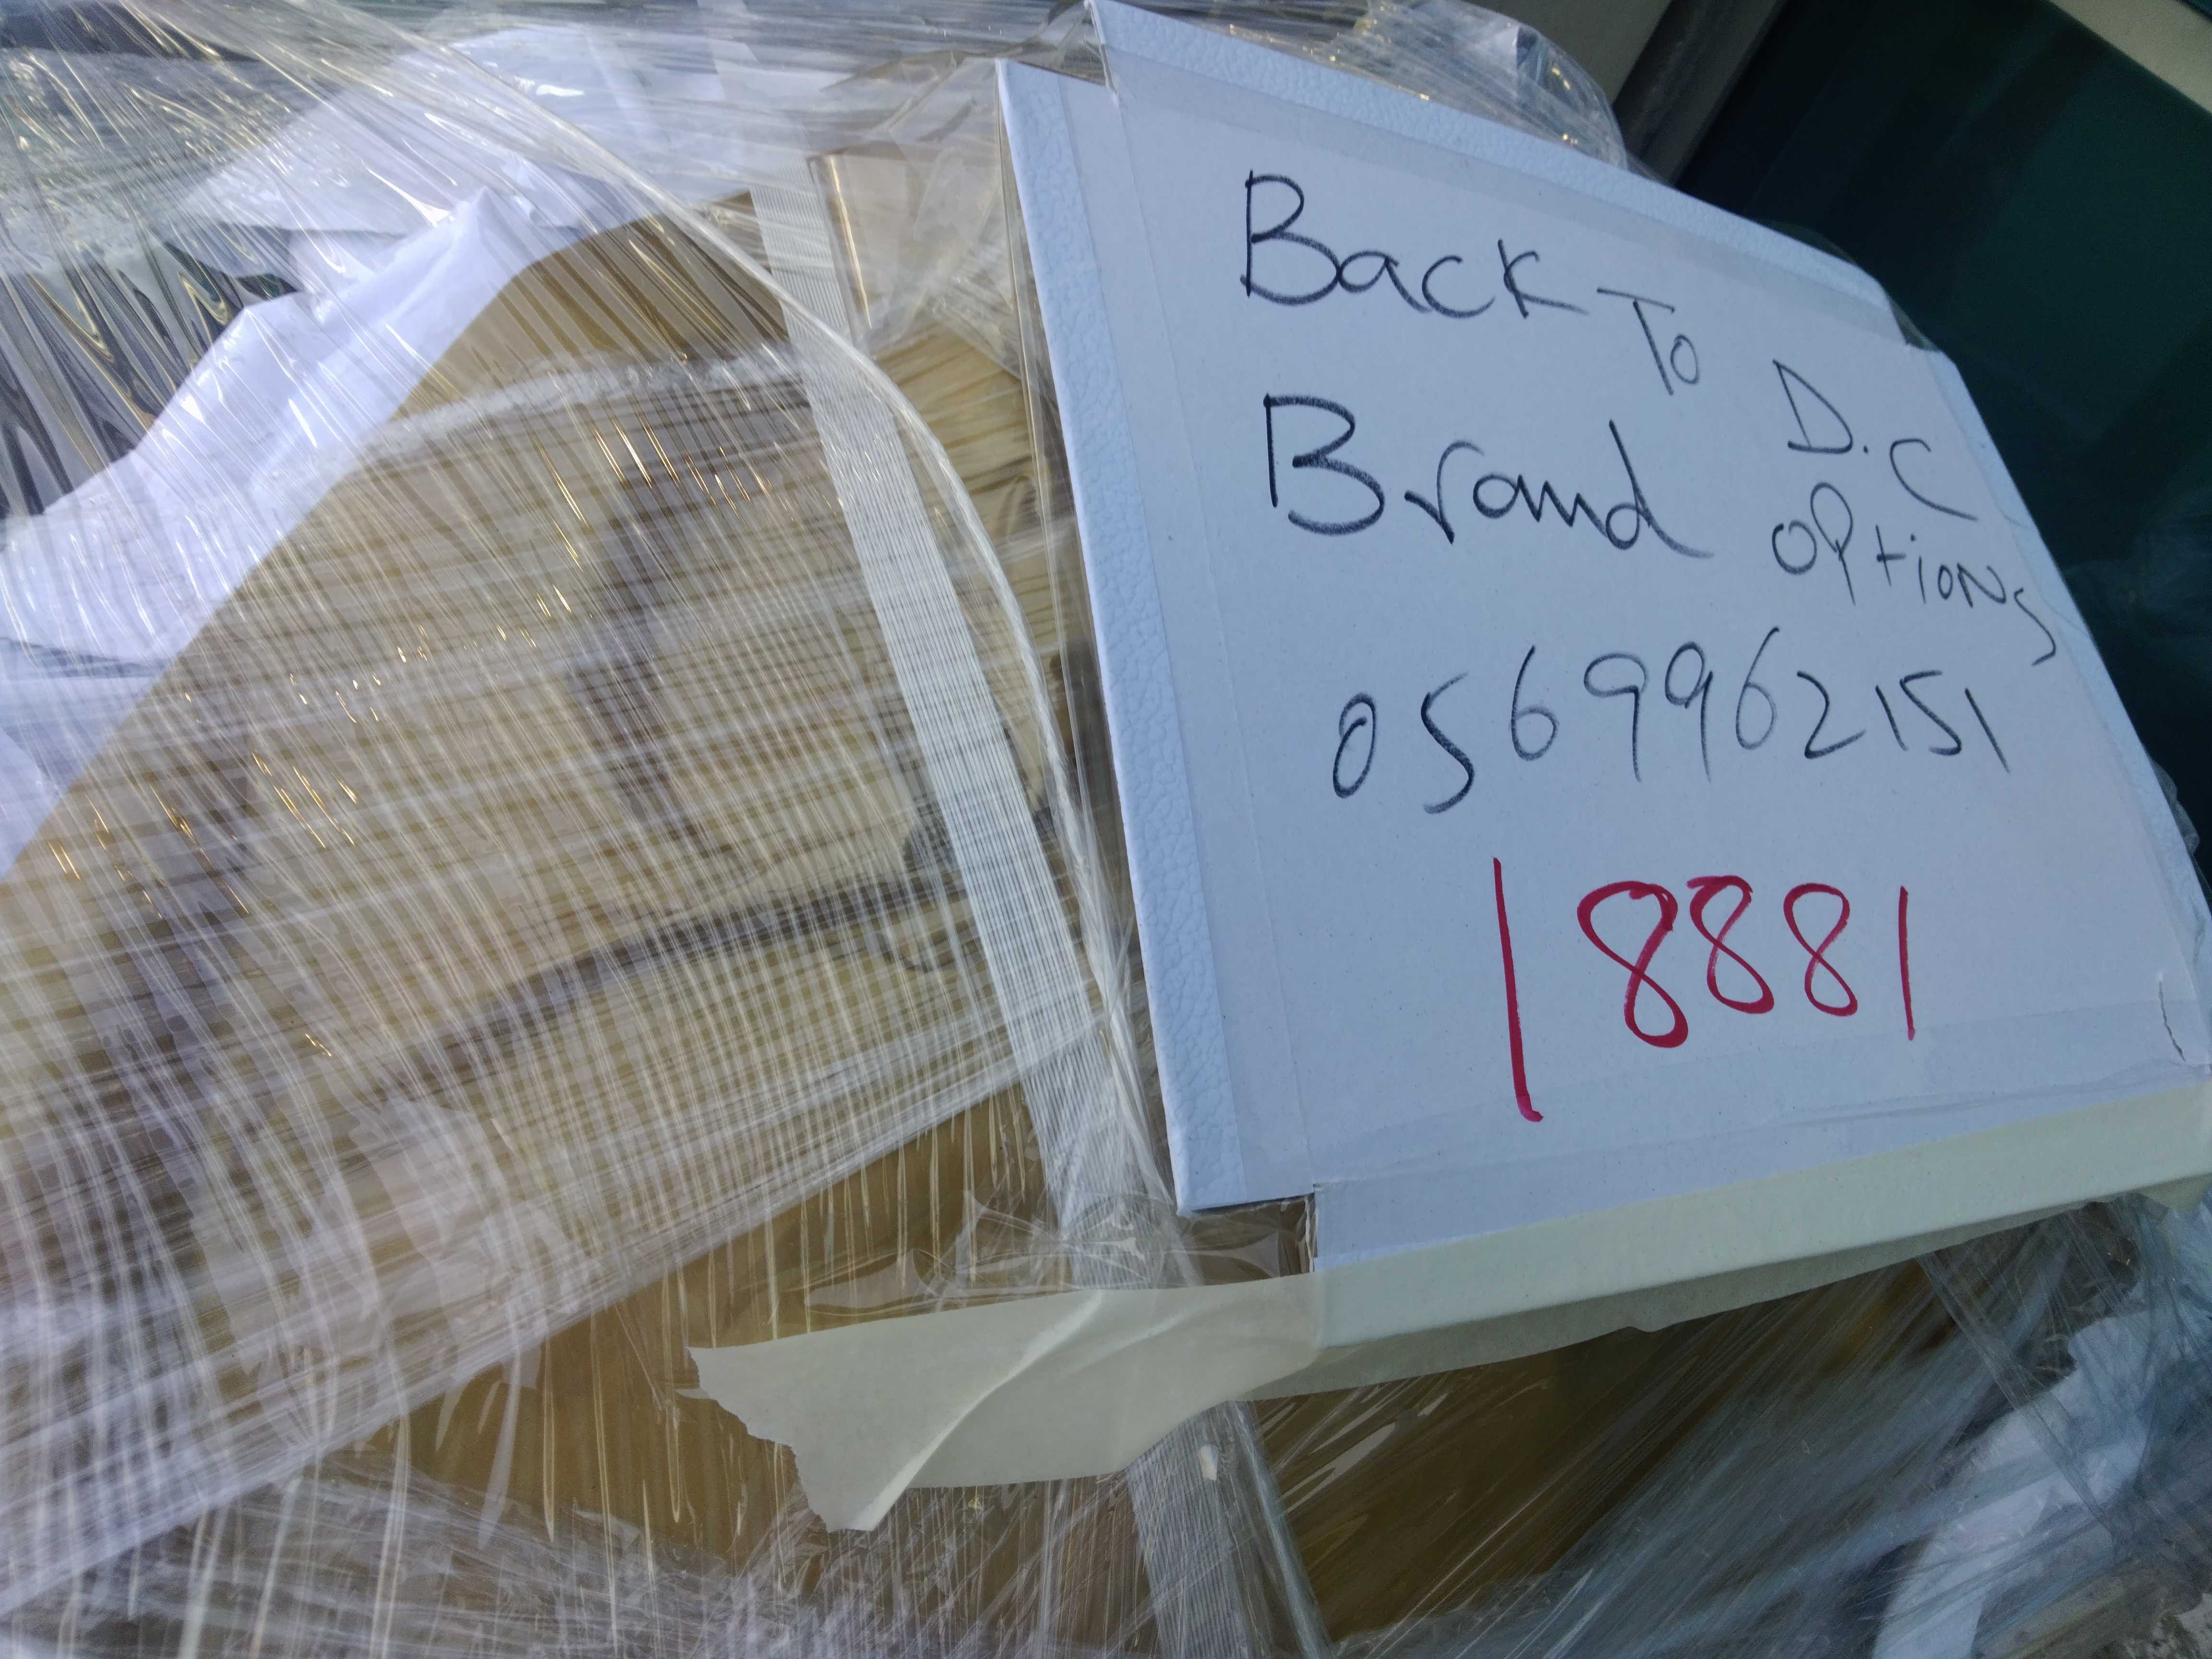 Back To
Brand D.C
OPtions
0569962151
18881